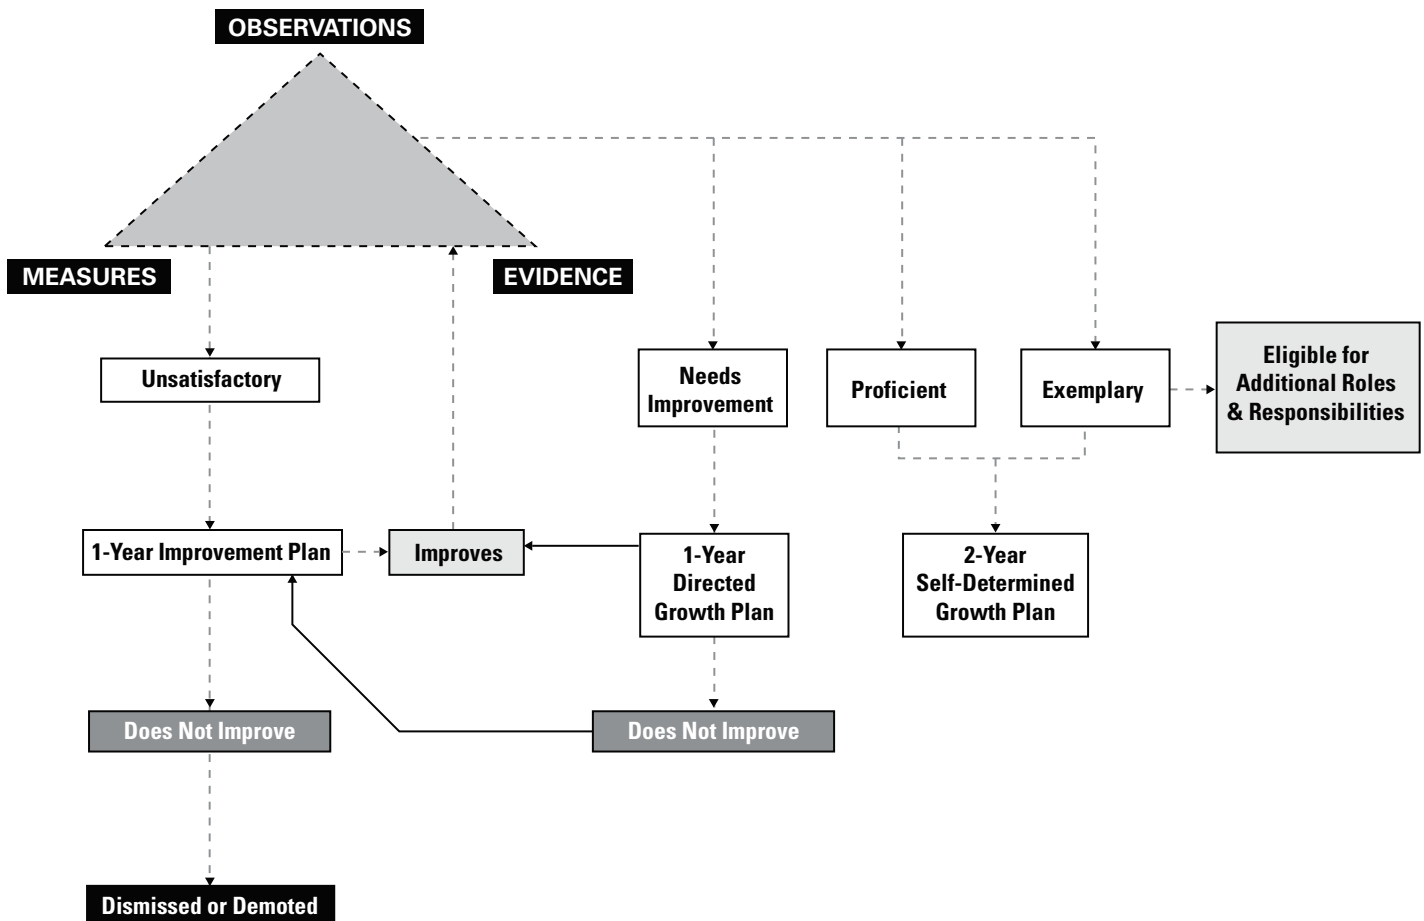 OBSERVATIONS
MEASURES
EVIDENCE
Unsatisfactory
Needs
Improvement
Proficient
Exemplary
Eligible for
Additional Roles
& Responsibilities
1-Year Improvement Plan
Improves
1-Year
Directed
Growth Plan
2-Year
Self-Determined
Growth Plan
Does Not Improve
Does Not Improve
Dismissed or Demoted